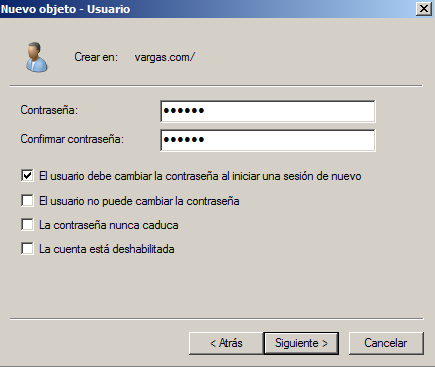 Nuevo objeto - Usuario
Crear en: vargas.com/
Contraseña: ••••••
Confirmar contraseña: ••••••
El usuario debe cambiar la contraseña al iniciar una sesión de nuevo
El usuario no puede cambiar la contraseña
La contraseña nunca caduca
La cuenta está deshabilitada
< Atrás Siguiente > Cancelar